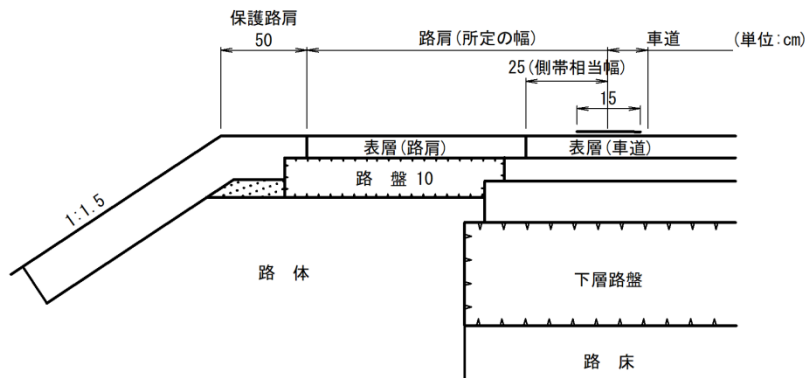 保護路肩
50
路肩(所定の幅)
車道
(単位:cm)
25(側帯相当幅)
15
表層(路肩)
表層(車道)
路 盤 10
1:1.5
路 体
下層路盤
路 床